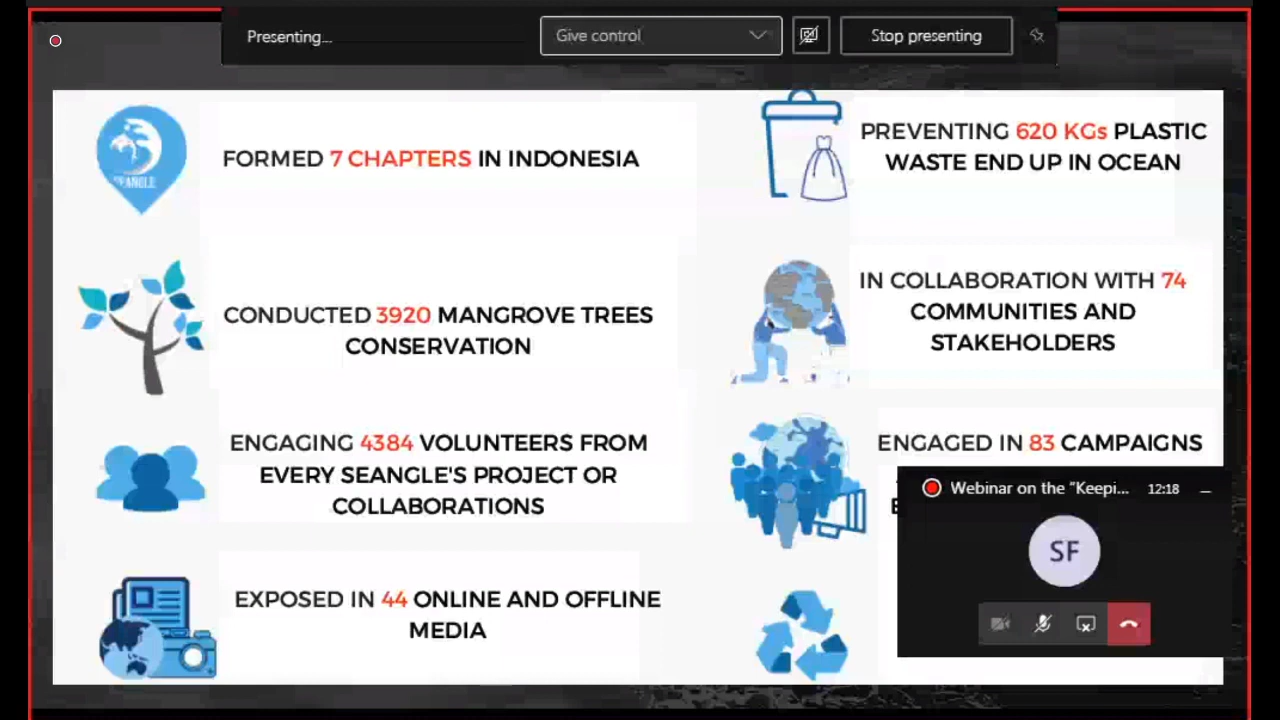 Presenting...
Give control
Stop presenting
FORMED 7 CHAPTERS IN INDONESIA
CONDUCTED 3920 MANGROVE TREES
CONSERVATION
ENGAGING 4384 VOLUNTEERS FROM
EVERY SEANGLE'S PROJECT OR
COLLABORATIONS
EXPOSED IN 44 ONLINE AND OFFLINE
MEDIA
PREVENTING 620 KGs PLASTIC
WASTE END UP IN OCEAN
IN COLLABORATION WITH 74
COMMUNITIES AND
STAKEHOLDERS
ENGAGED IN 83 CAMPAIGNS
Webinar on the "Keepi... 12:18
SF